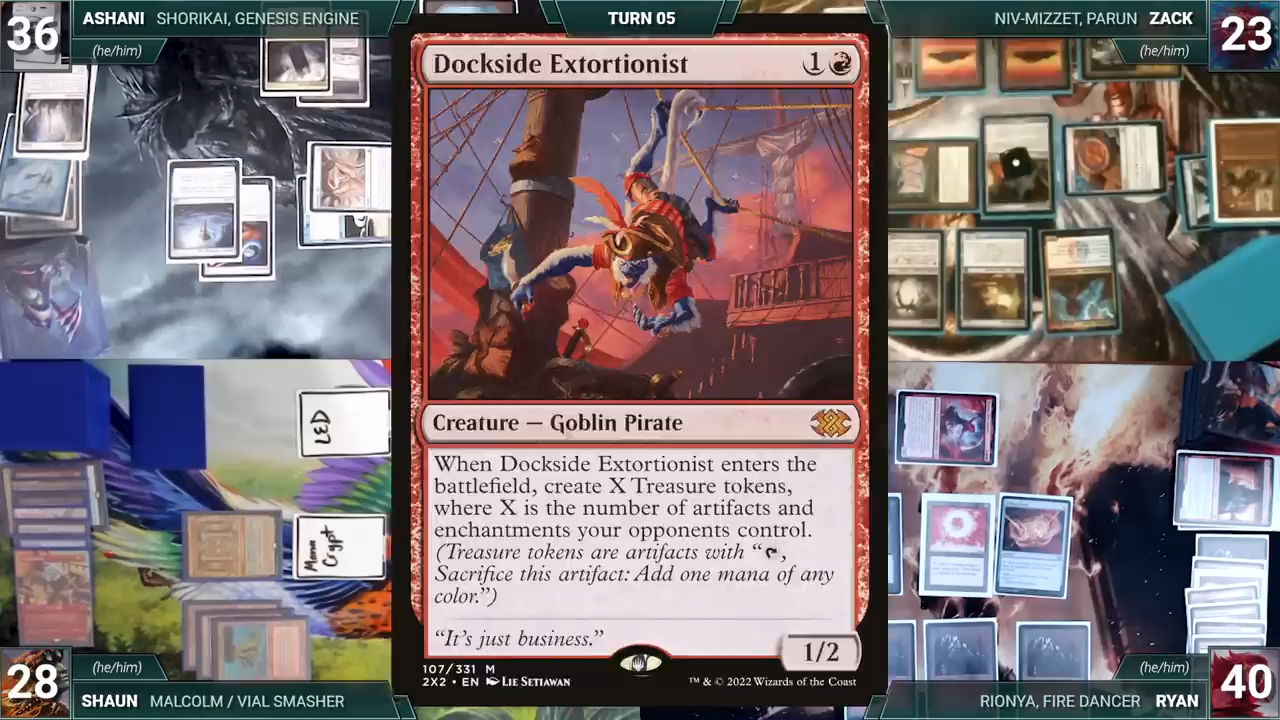 36
ASHANI SHORIKAI, GENESIS ENGINE
(he/him)
TURN 05
NIV-MIZZET, PARUN ZACK
(he/him)
23
Dockside Extortionist 1
Creature — Goblin Pirate
When Dockside Extortionist enters the
battlefield, create X Treasure tokens,
where X is the number of artifacts and
enchantments your opponents control.
(Treasure tokens are artifacts with “,
Sacrifice this artifact: Add one mana of any
color.”)
“It’s just business.”
1/2
107/331 M
2X2 • EN LIE SETIAWAN
™ & © 2022 Wizards of the Coast
LED
Mana
Crypt
28
(he/him)
SHAUN MALCOLM / VIAL SMASHER
(he/him)
RIONYA, FIRE DANCER RYAN
40